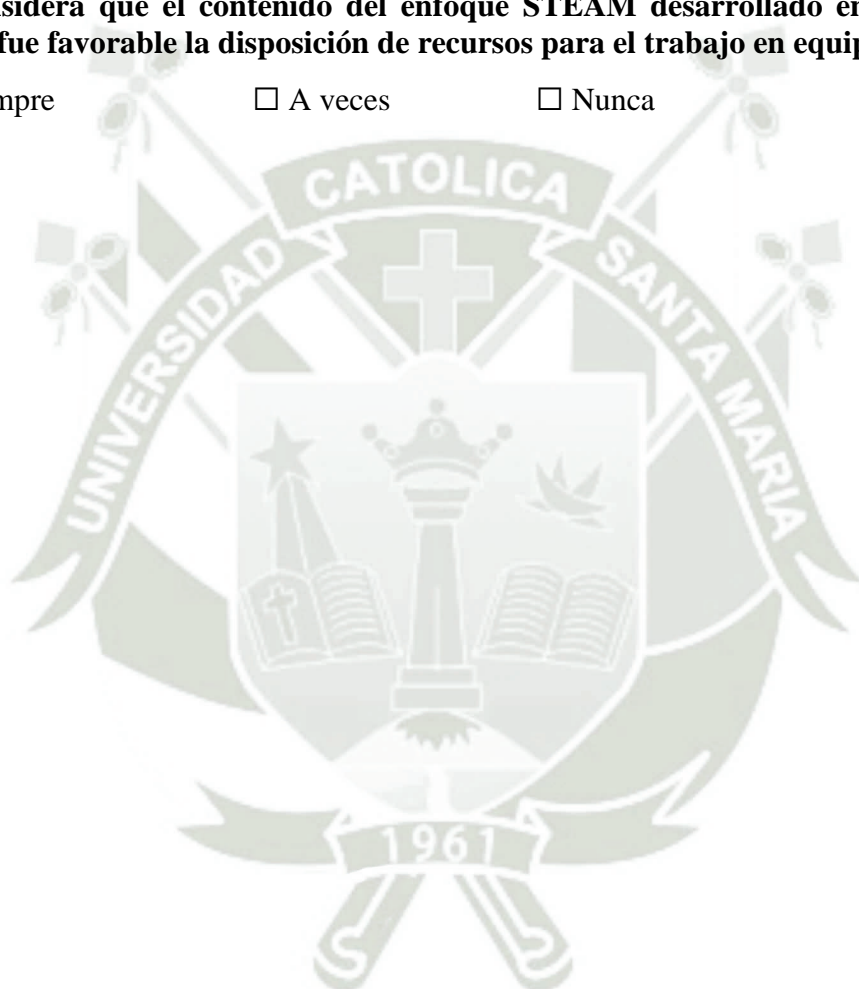 nsidera que el contenido del enfoque STEAM desarrollado en
fue favorable la disposición de recursos para el trabajo en equip
mpre ☐ A veces ☐ Nunca
CATOLICA
UNIVERSIDAD
SANTA MARIA
1961